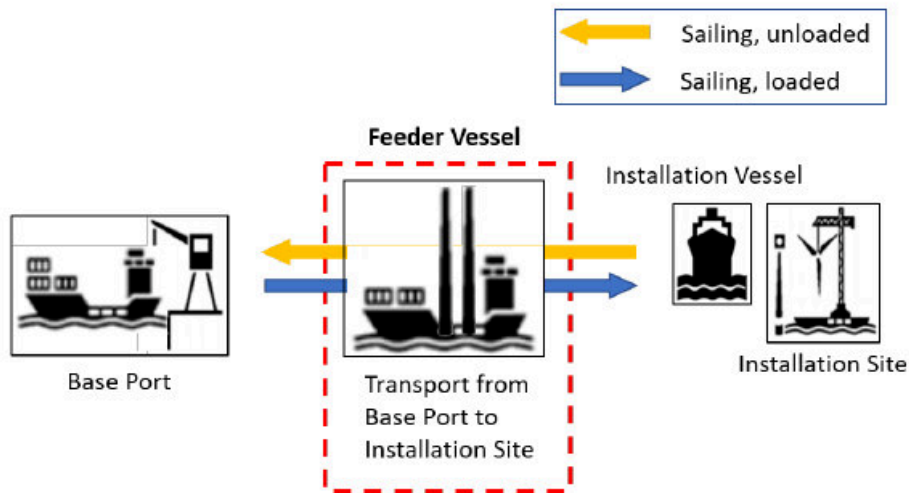 Sailing, unloaded
Sailing, loaded
Feeder Vessel
Installation Vessel
Base Port
Transport from
Base Port to
Installation Site
Installation Site